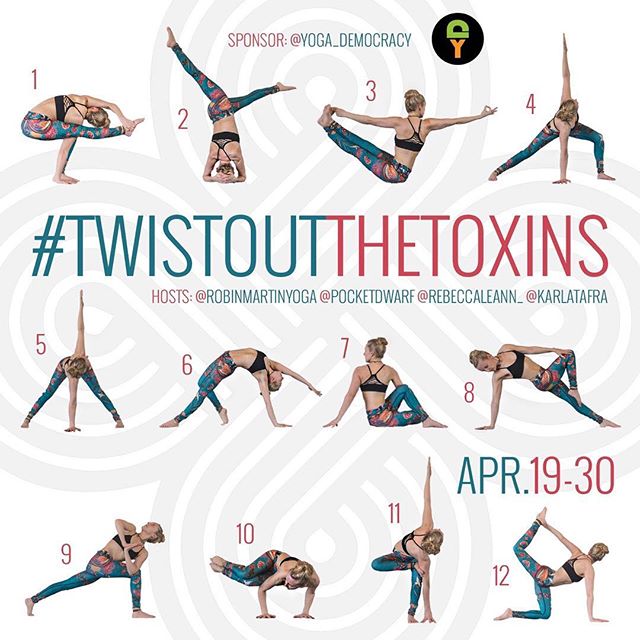 SPONSOR: @YOGA_DEMOCRACY
DY
1
2
3
4
#TWISTOUTTHETOXINS
HOSTS: @ROBINMARTINYOGA @POCKETDWARF @REBECCALEANN_ @KARLATAFRA
5
6
7
8
APR.19-30
9
10
11
12